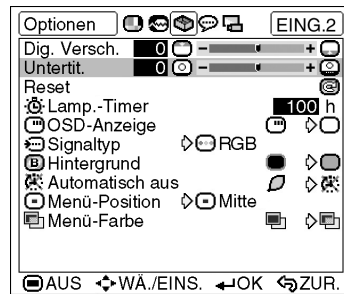 Optionen EING.2
Dig. Versch. 0 - +
Untertit. 0 - +
Reset
Lamp.-Timer 100 h
OSD-Anzeige
Signaltyp RGB
B Hintergrund
Automatisch aus
Menü-Position Mitte
Menü-Farbe
AUS WÄ./EINS. OK ZUR.